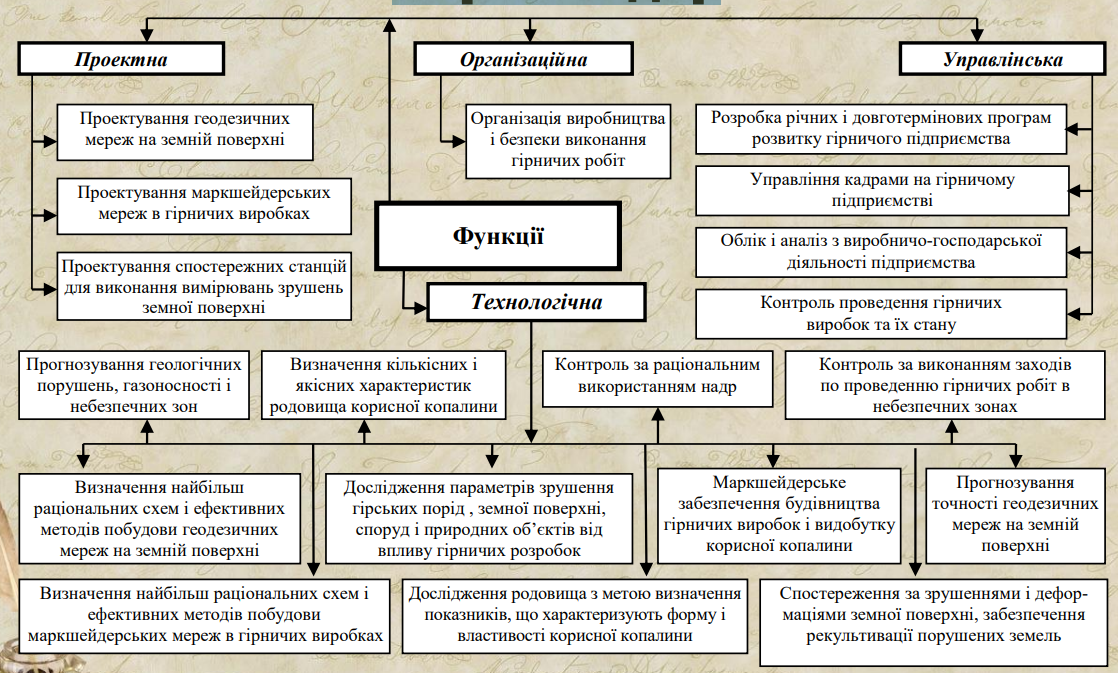 Проектна
Організаційна
Управлінська
Проектування геодезичних
мереж на земній поверхні
Проектування маркшейдерських
мереж в гірничих виробках
Проектування спостережних станцій
для виконання вимірювань зрушень
земної поверхні
Організація виробництва
і безпеки виконання
гірничих робіт
Розробка річних і довготермінових програм
розвитку гірничого підприємства
Управління кадрами на гірничому
підприємстві
Облік і аналіз з виробничо-господарської
діяльності підприємства
Контроль проведення гірничих
виробок та їх стану
Функції
Технологічна
Прогнозування геологічних
порушень, газоносності і
небезпечних зон
Визначення кількісних і
якісних характеристик
родовища корисної копалини
Контроль за раціональним
використанням надр
Контроль за виконанням заходів
по проведенню гірничих робіт в
небезпечних зонах
Визначення найбільш
раціональних схем і ефективних
методів побудови геодезичних
мереж на земній поверхні
Дослідження параметрів зрушення
гірських порід , земної поверхні,
споруд і природних об’єктів від
впливу гірничих розробок
Маркшейдерське
забезпечення будівництва
гірничих виробок і видобутку
корисної копалини
Прогнозування
точності геодезичних
мереж на земній
поверхні
Визначення найбільш раціональних схем і
ефективних методів побудови
маркшейдерських мереж в гірничих виробках
Дослідження родовища з метою визначення
показників, що характеризують форму і
властивості корисної копалини
Спостереження за зрушеннями і дефор-
маціями земної поверхні, забезпечення
рекультивації порушених земель